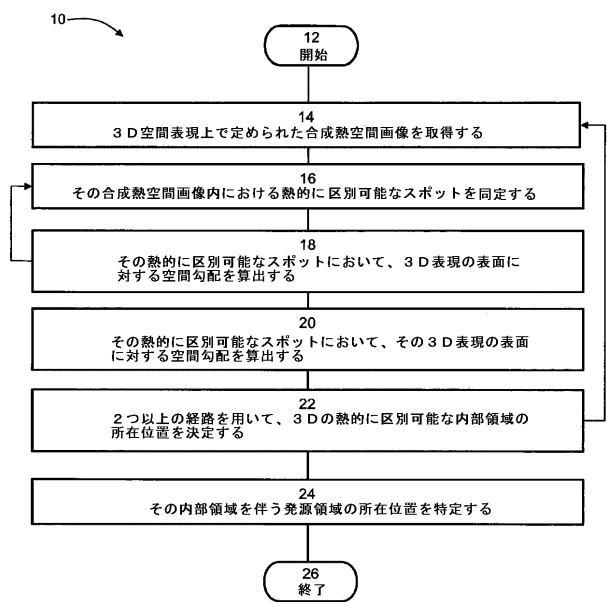 10
12
開始
14
3D空間表現上で定められた合成熱空間画像を取得する
16
その合成熱空間画像内における熱的に区別可能なスポットを同定する
18
その熱的に区別可能なスポットにおいて、3D表現の表面に
対する空間勾配を算出する
20
その熱的に区別可能なスポットにおいて、その3D表現の表面
に対する空間勾配を算出する
22
2つ以上の経路を用いて、3Dの熱的に区別可能な内部領域の
所在位置を決定する
24
その内部領域を伴う発源領域の所在位置を特定する
26
終了